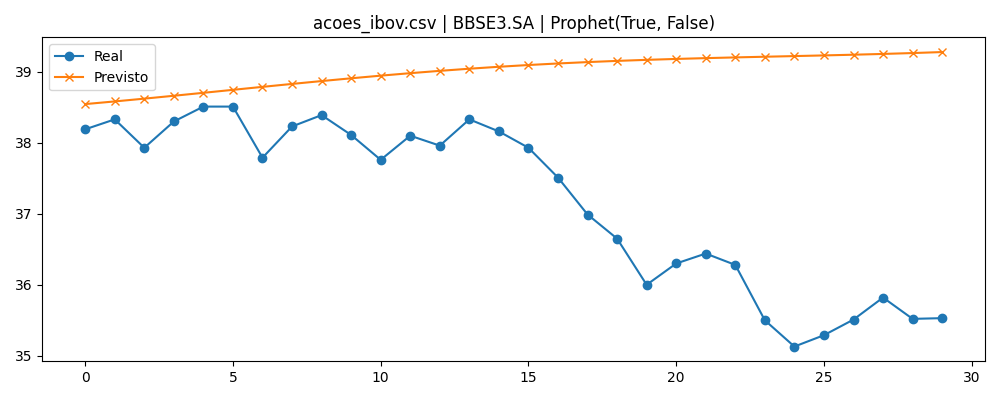 acoes_ibov.csv | BBSE3.SA | Prophet(True, False)
Real
Previsto
39
38
37
36
35
0 5 10 15 20 25 30